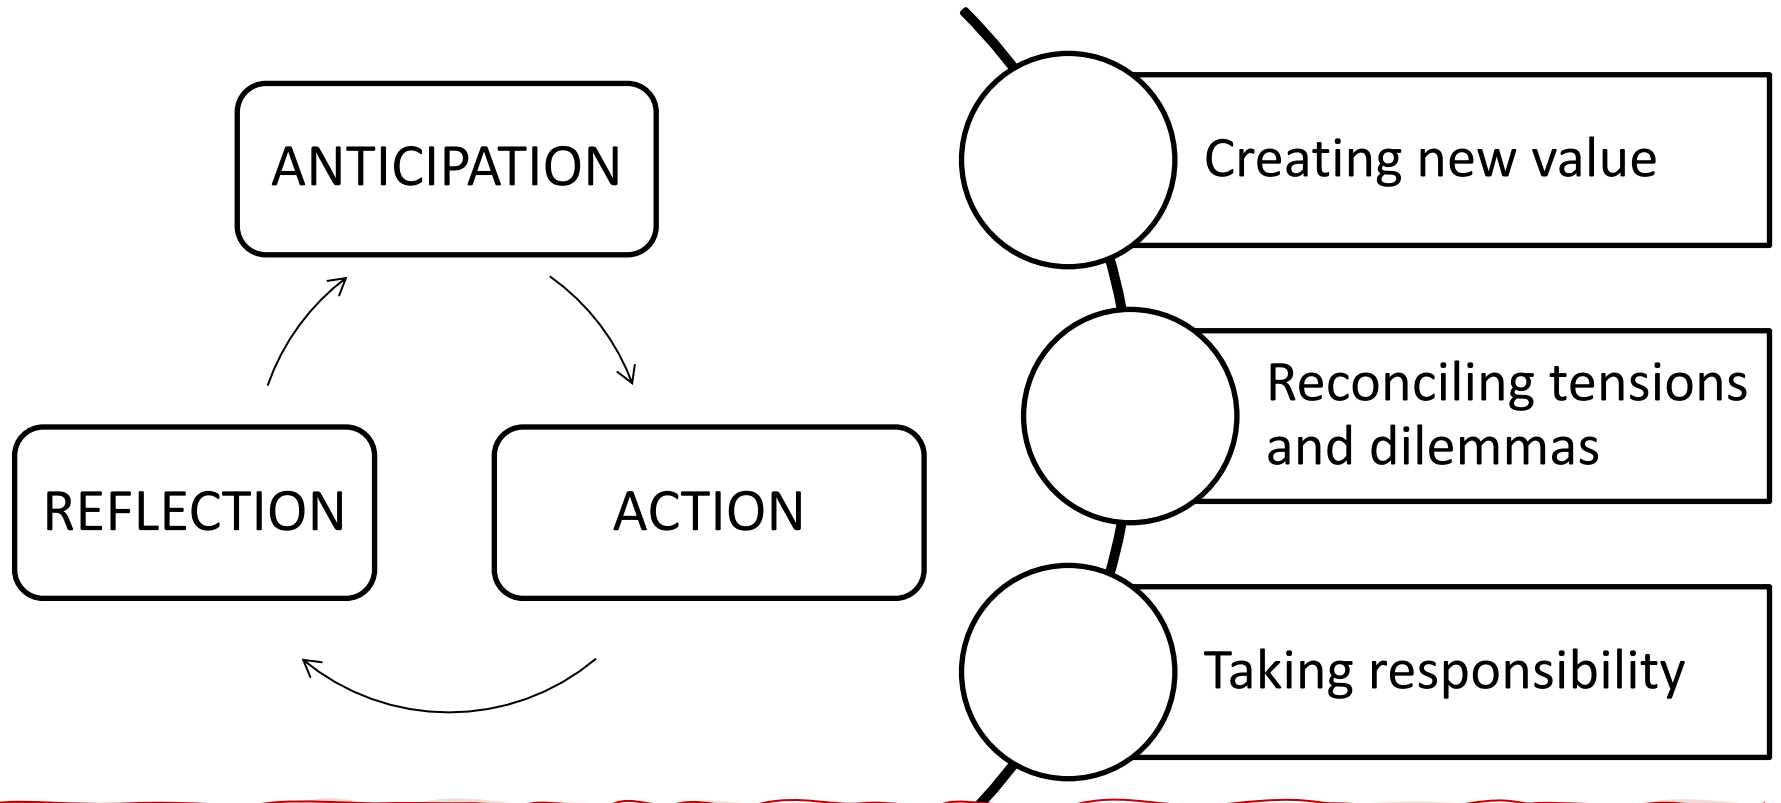 ANTICIPATION
REFLECTION
ACTION
Creating new value
Reconciling tensions
and dilemmas
Taking responsibility